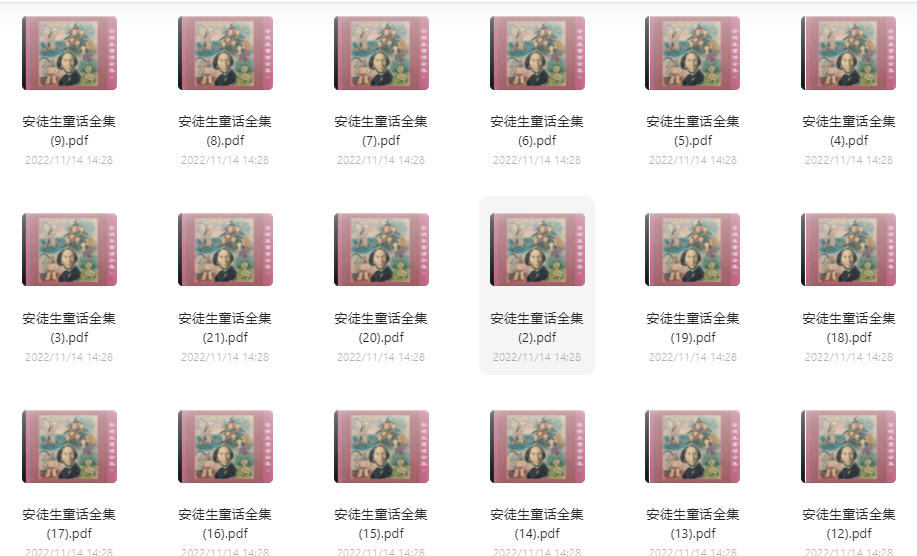 安徒生童话全集
(9).pdf
2022/11/14 14:28
安徒生童话全集
(8).pdf
2022/11/14 14:28
安徒生童话全集
(7).pdf
2022/11/14 14:28
安徒生童话全集
(6).pdf
2022/11/14 14:28
安徒生童话全集
(5).pdf
2022/11/14 14:28
安徒生童话全集
(4).pdf
2022/11/14 14:28
安徒生童话全集
(3).pdf
2022/11/14 14:28
安徒生童话全集
(21).pdf
2022/11/14 14:28
安徒生童话全集
(20).pdf
2022/11/14 14:28
安徒生童话全集
(2).pdf
2022/11/14 14:28
安徒生童话全集
(19).pdf
2022/11/14 14:28
安徒生童话全集
(18).pdf
2022/11/14 14:28
安徒生童话全集
(17).pdf
2022/11/14 14:28
安徒生童话全集
(16).pdf
2022/11/14 14:28
安徒生童话全集
(15).pdf
2022/11/14 14:28
安徒生童话全集
(14).pdf
2022/11/14 14:28
安徒生童话全集
(13).pdf
2022/11/14 14:28
安徒生童话全集
(12).pdf
2022/11/14 14:28